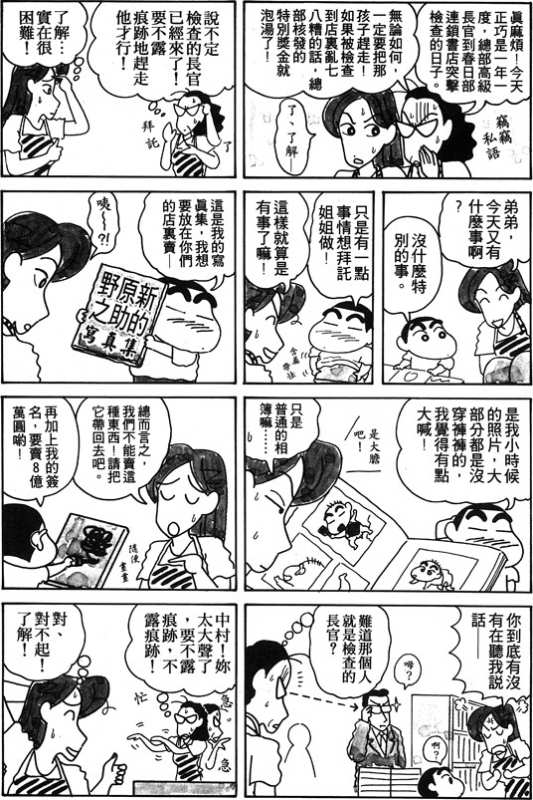 眞麻煩！今天
正巧是一年一
度，總部高級
長官到春日部
連鎖書店突擊
檢查的日子。
竊竊
私語
無論如何，
一定要把那
孩子趕走！
如果被檢查
到店裏亂七
八糟的話，總
部核發的
特別獎金就
泡湯了！
了、了解—
說不定
檢查的長官
已經來了！
要不露
痕跡地趕走
他才行！
拜託
了
了解…
實在很
困難！
弟弟，
今天又有
什麼事啊
？
沒什麼特
別的事。
只是有一點
事情想拜託
姐姐做！
這樣就算是
有事了嘛！
這是我的寫
眞集，我想
要放在你們
的店裏賣—
咦～?!
新
的
原
助
野
之
寫真集
是我小時候
的照片，大
部分都是沒
穿褲褲的，
我覺得有點
大喊！
是大膽
吧！
只是
普通的相
簿嘛……
總而言之，
我們不能賣這
種東西！請把
它帶回去吧。
隨便
畫畫
再加上我的簽
名，要賣8億
萬圓喲！
你到底有沒
有在聽我說
話—
啊？
嗯？
難道那個人
就是檢查的
長官？
中村！妳
太大聲了
，要不露
痕跡，不
露痕跡！
急
忙
急
對、
對不起！
了解！